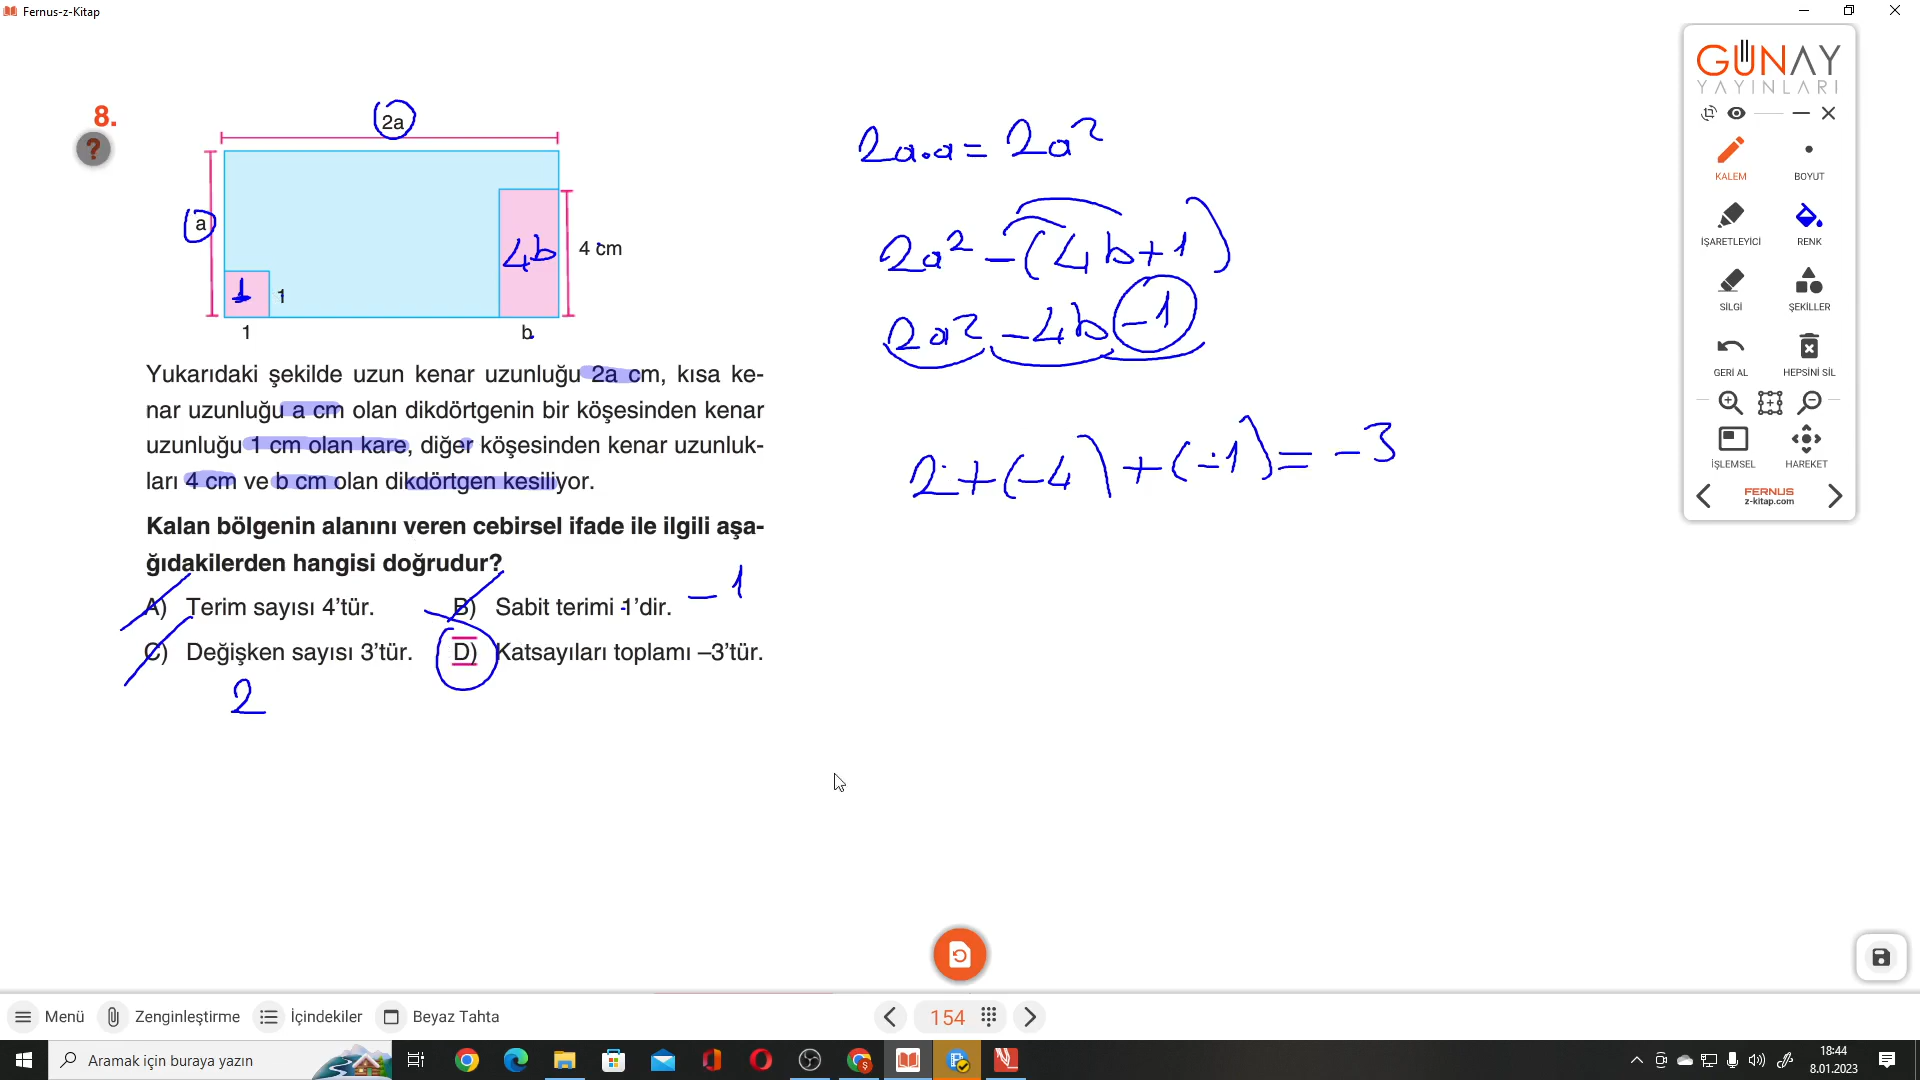 Fernus-z-Kitap
8.
?
2a
a
4b
4 cm
1
1
1
b
2a.a = 2a²
2a² - (4b + 1)
2a² - 4b - 1
2 + (-4) + (-1) = -3
Yukarıdaki şekilde uzun kenar uzunluğu 2a cm, kısa ke-
nar uzunluğu a cm olan dikdörtgenin bir köşesinden kenar
uzunluğu 1 cm olan kare, diğer köşesinden kenar uzunluk-
ları 4 cm ve b cm olan dikdörtgen kesiliyor.
Kalan bölgenin alanını veren cebirsel ifade ile ilgili aşa-
ğıdakilerden hangisi doğrudur?
A) Terim sayısı 4’tür. B) Sabit terimi -1’dir. -1
C) Değişken sayısı 3’tür. D) Katsayıları toplamı –3’tür.
2
GÜNAY
YAYINLARI
KALEM BOYUT
İŞARETLEYİCİ RENK
SİLGİ ŞEKİLLER
GERİ AL HEPSİNİ SİL
İŞLEMSEL HAREKET
FERNUS
z-kitap.com
Menü Zenginleştirme İçindekiler Beyaz Tahta 154
Aramak için buraya yazın
18:44
8.01.2023